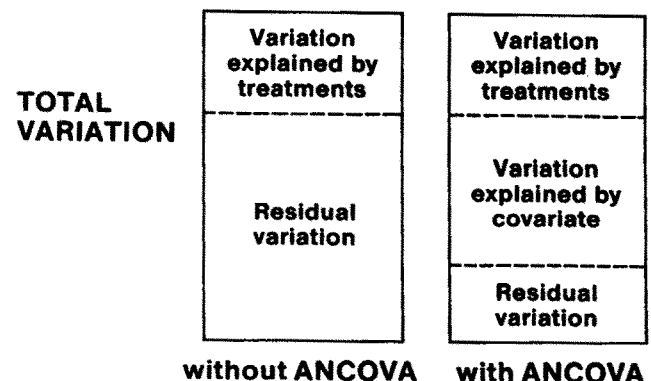 TOTAL
VARIATION
Variation
explained by
treatments
Residual
variation
without ANCOVA
Variation
explained by
treatments
Variation
explained by
covariate
Residual
variation
with ANCOVA